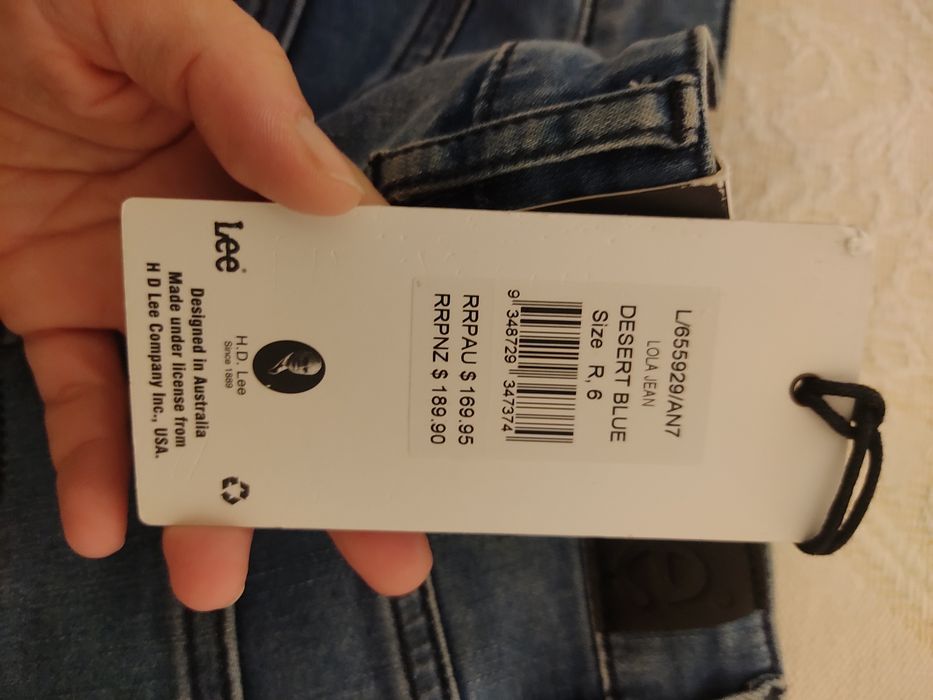 L/655929/AN7
LOLA JEAN
DESERT BLUE
Size R, 6
9 348729 347374
RRPAU $ 169.95
RRPNZ $ 189.90
H.D. Lee
Since 1889
Lee®
Designed in Australia
Made under license from
H D Lee Company Inc., USA.